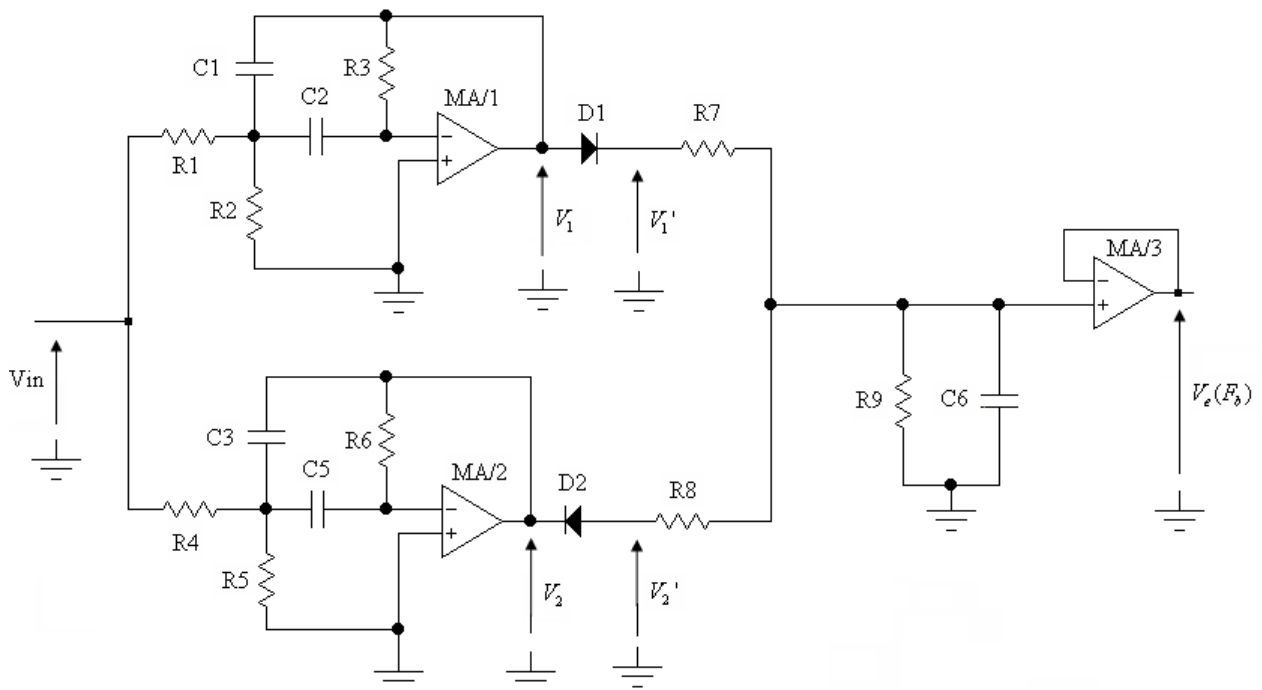 C1
R3
C2
MA/1
D1
R7
R1
R2
V₁
V₁'
MA/3
Vin
R9
C6
Vₑ(F_b)
C3
R6
C5
MA/2
D2
R8
R4
R5
V₂
V₂'